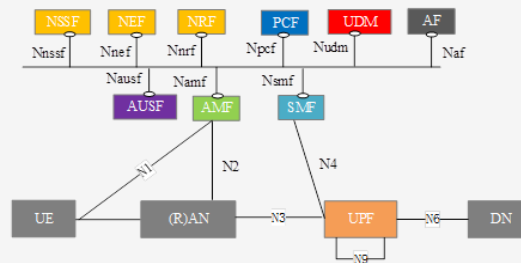 NSSF NEF NRF PCF UDM AF
Nnssf Nnef Nnrf Npcf Nudm Naf
Nausf Namf Nsmf
AUSF AMF SMF
N1 N2 N4
UE (R)AN N3 UPF N6 DN
N9